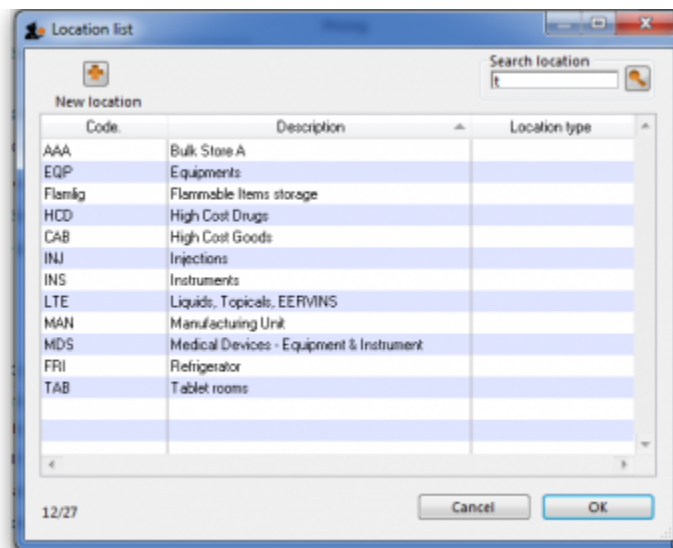 Location list
Search location
t
New location
Code. Description Location type
AAA Bulk Store A
EQP Equipments
Flamlig Flammable Items storage
HCD High Cost Drugs
CAB High Cost Goods
INJ Injections
INS Instruments
LTE Liquids, Topicals, EERVINS
MAN Manufacturing Unit
MDS Medical Devices - Equipment & Instrument
FRI Refrigerator
TAB Tablet rooms
12/27 Cancel OK